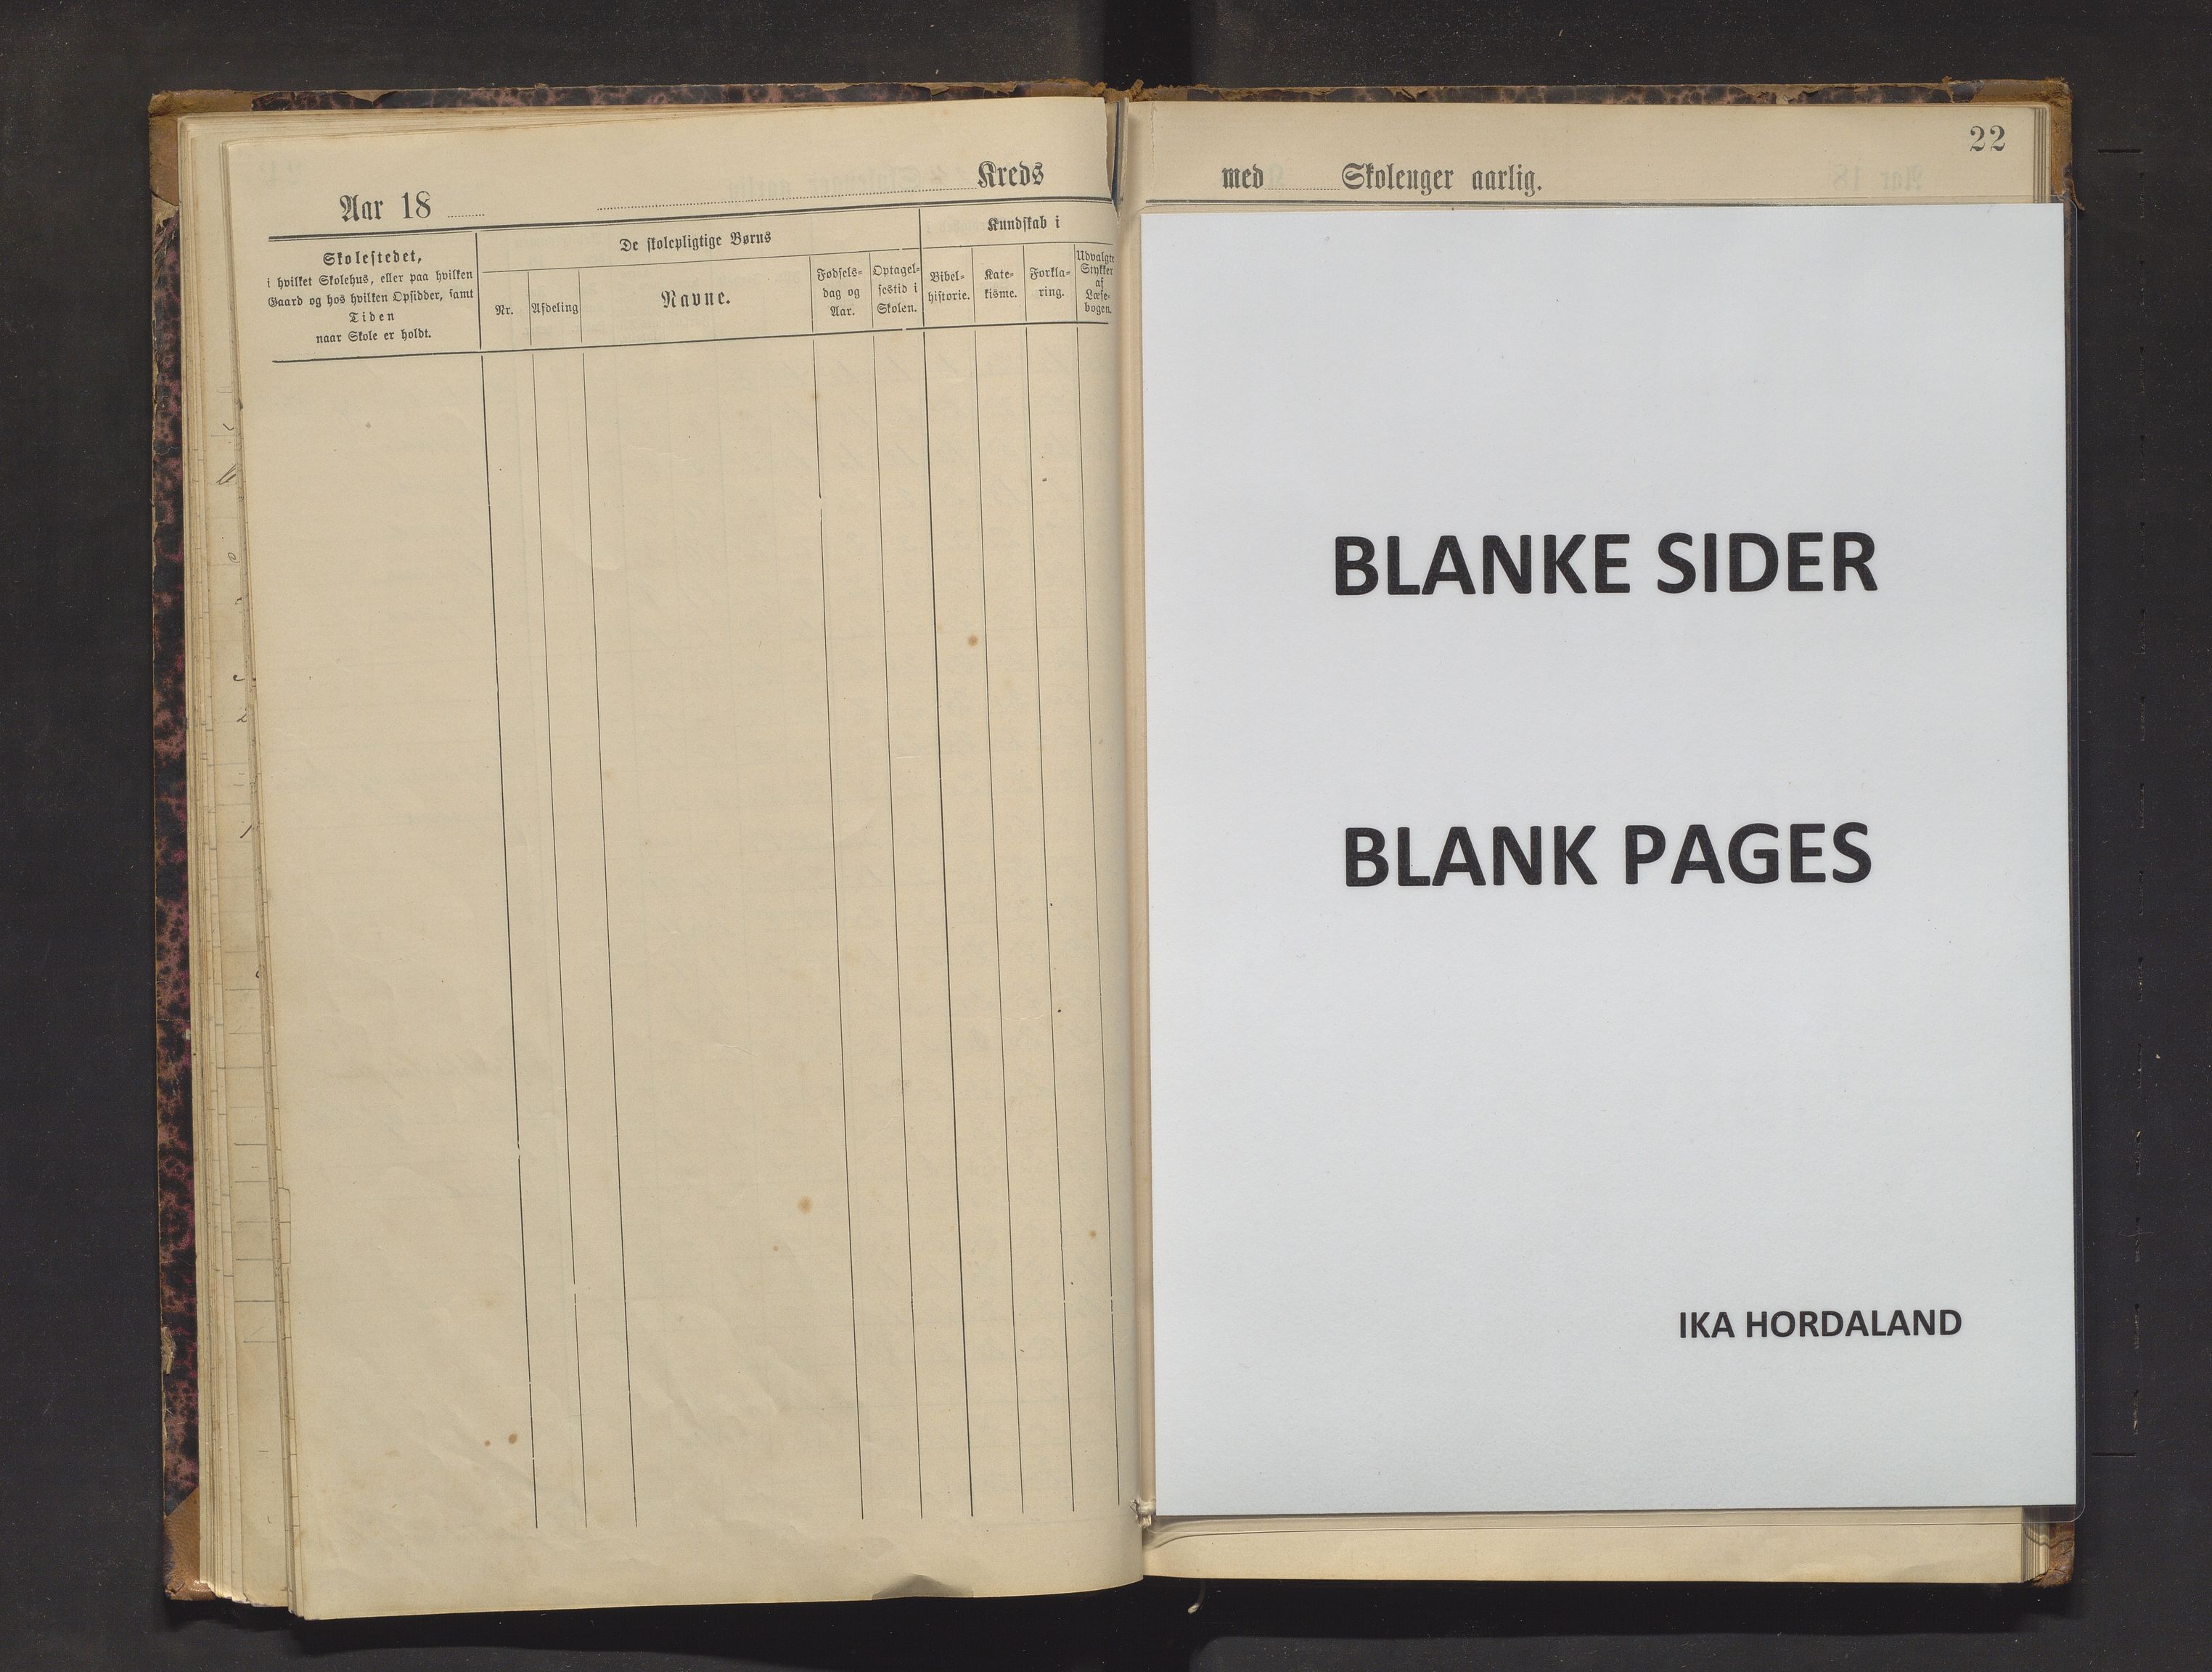 Aar 18
Kreds
Skolestedet,
i hvilket Skolehus, eller paa hvilken
Gaard og hos hvilken Opsidder, samt
Tiden
naar Skole er holdt.
De skolepligtige Børns
Nr.
Afdeling
Navne.
Fødsels-
dag og
Aar.
Optagel-
sestid i
Skolen.
Kundskab i
Bibel-
historie.
Kate-
kisme.
Forkla-
ring.
Udvalgte
Stykker
af
Læse-
bogen.
22
med Skoleuger aarlig.
BLANKE SIDER
BLANK PAGES
IKA HORDALAND